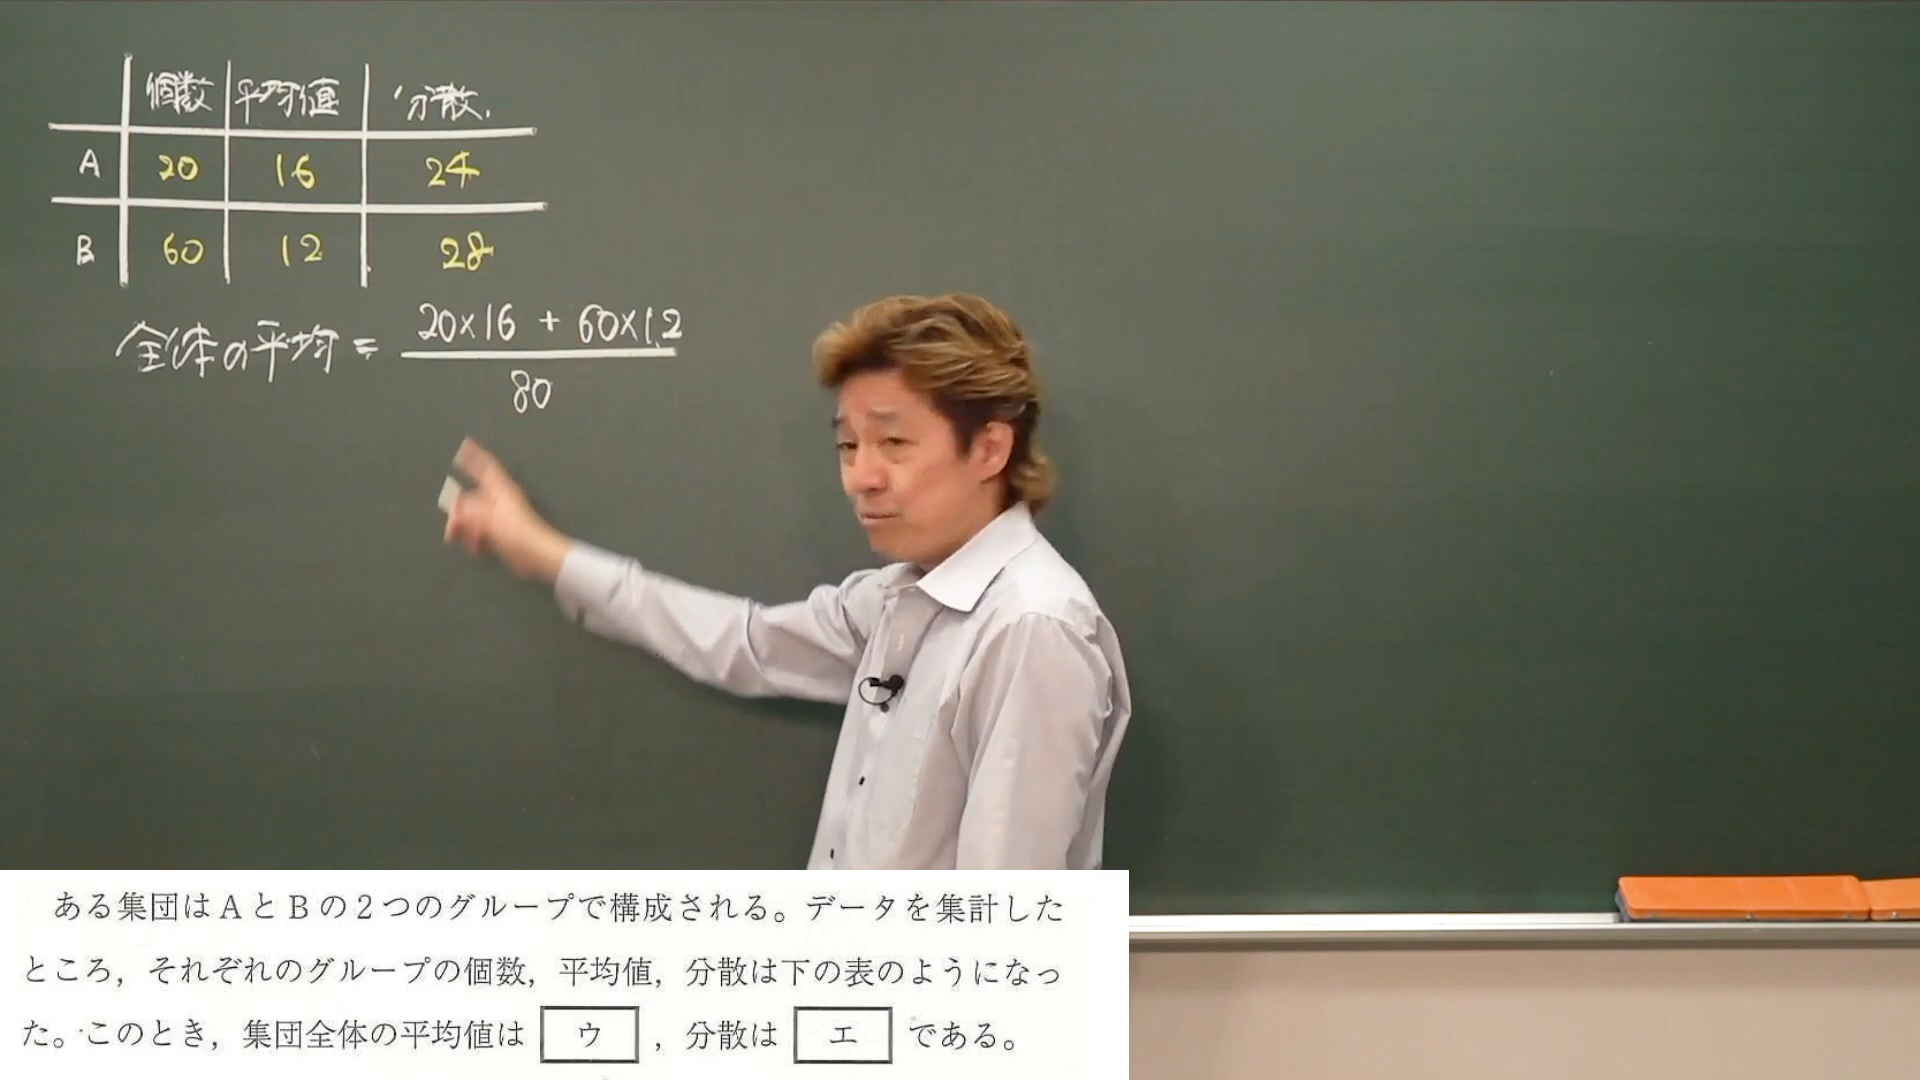 個数 平均値 分散
A 20 16 24
B 60 12 28
全体の平均 = 20×16 + 60×12
80
ある集団はAとBの2つのグループで構成される。データを集計した
ところ，それぞれのグループの個数，平均値，分散は下の表のようになっ
た。このとき，集団全体の平均値は ウ ，分散は エ である。